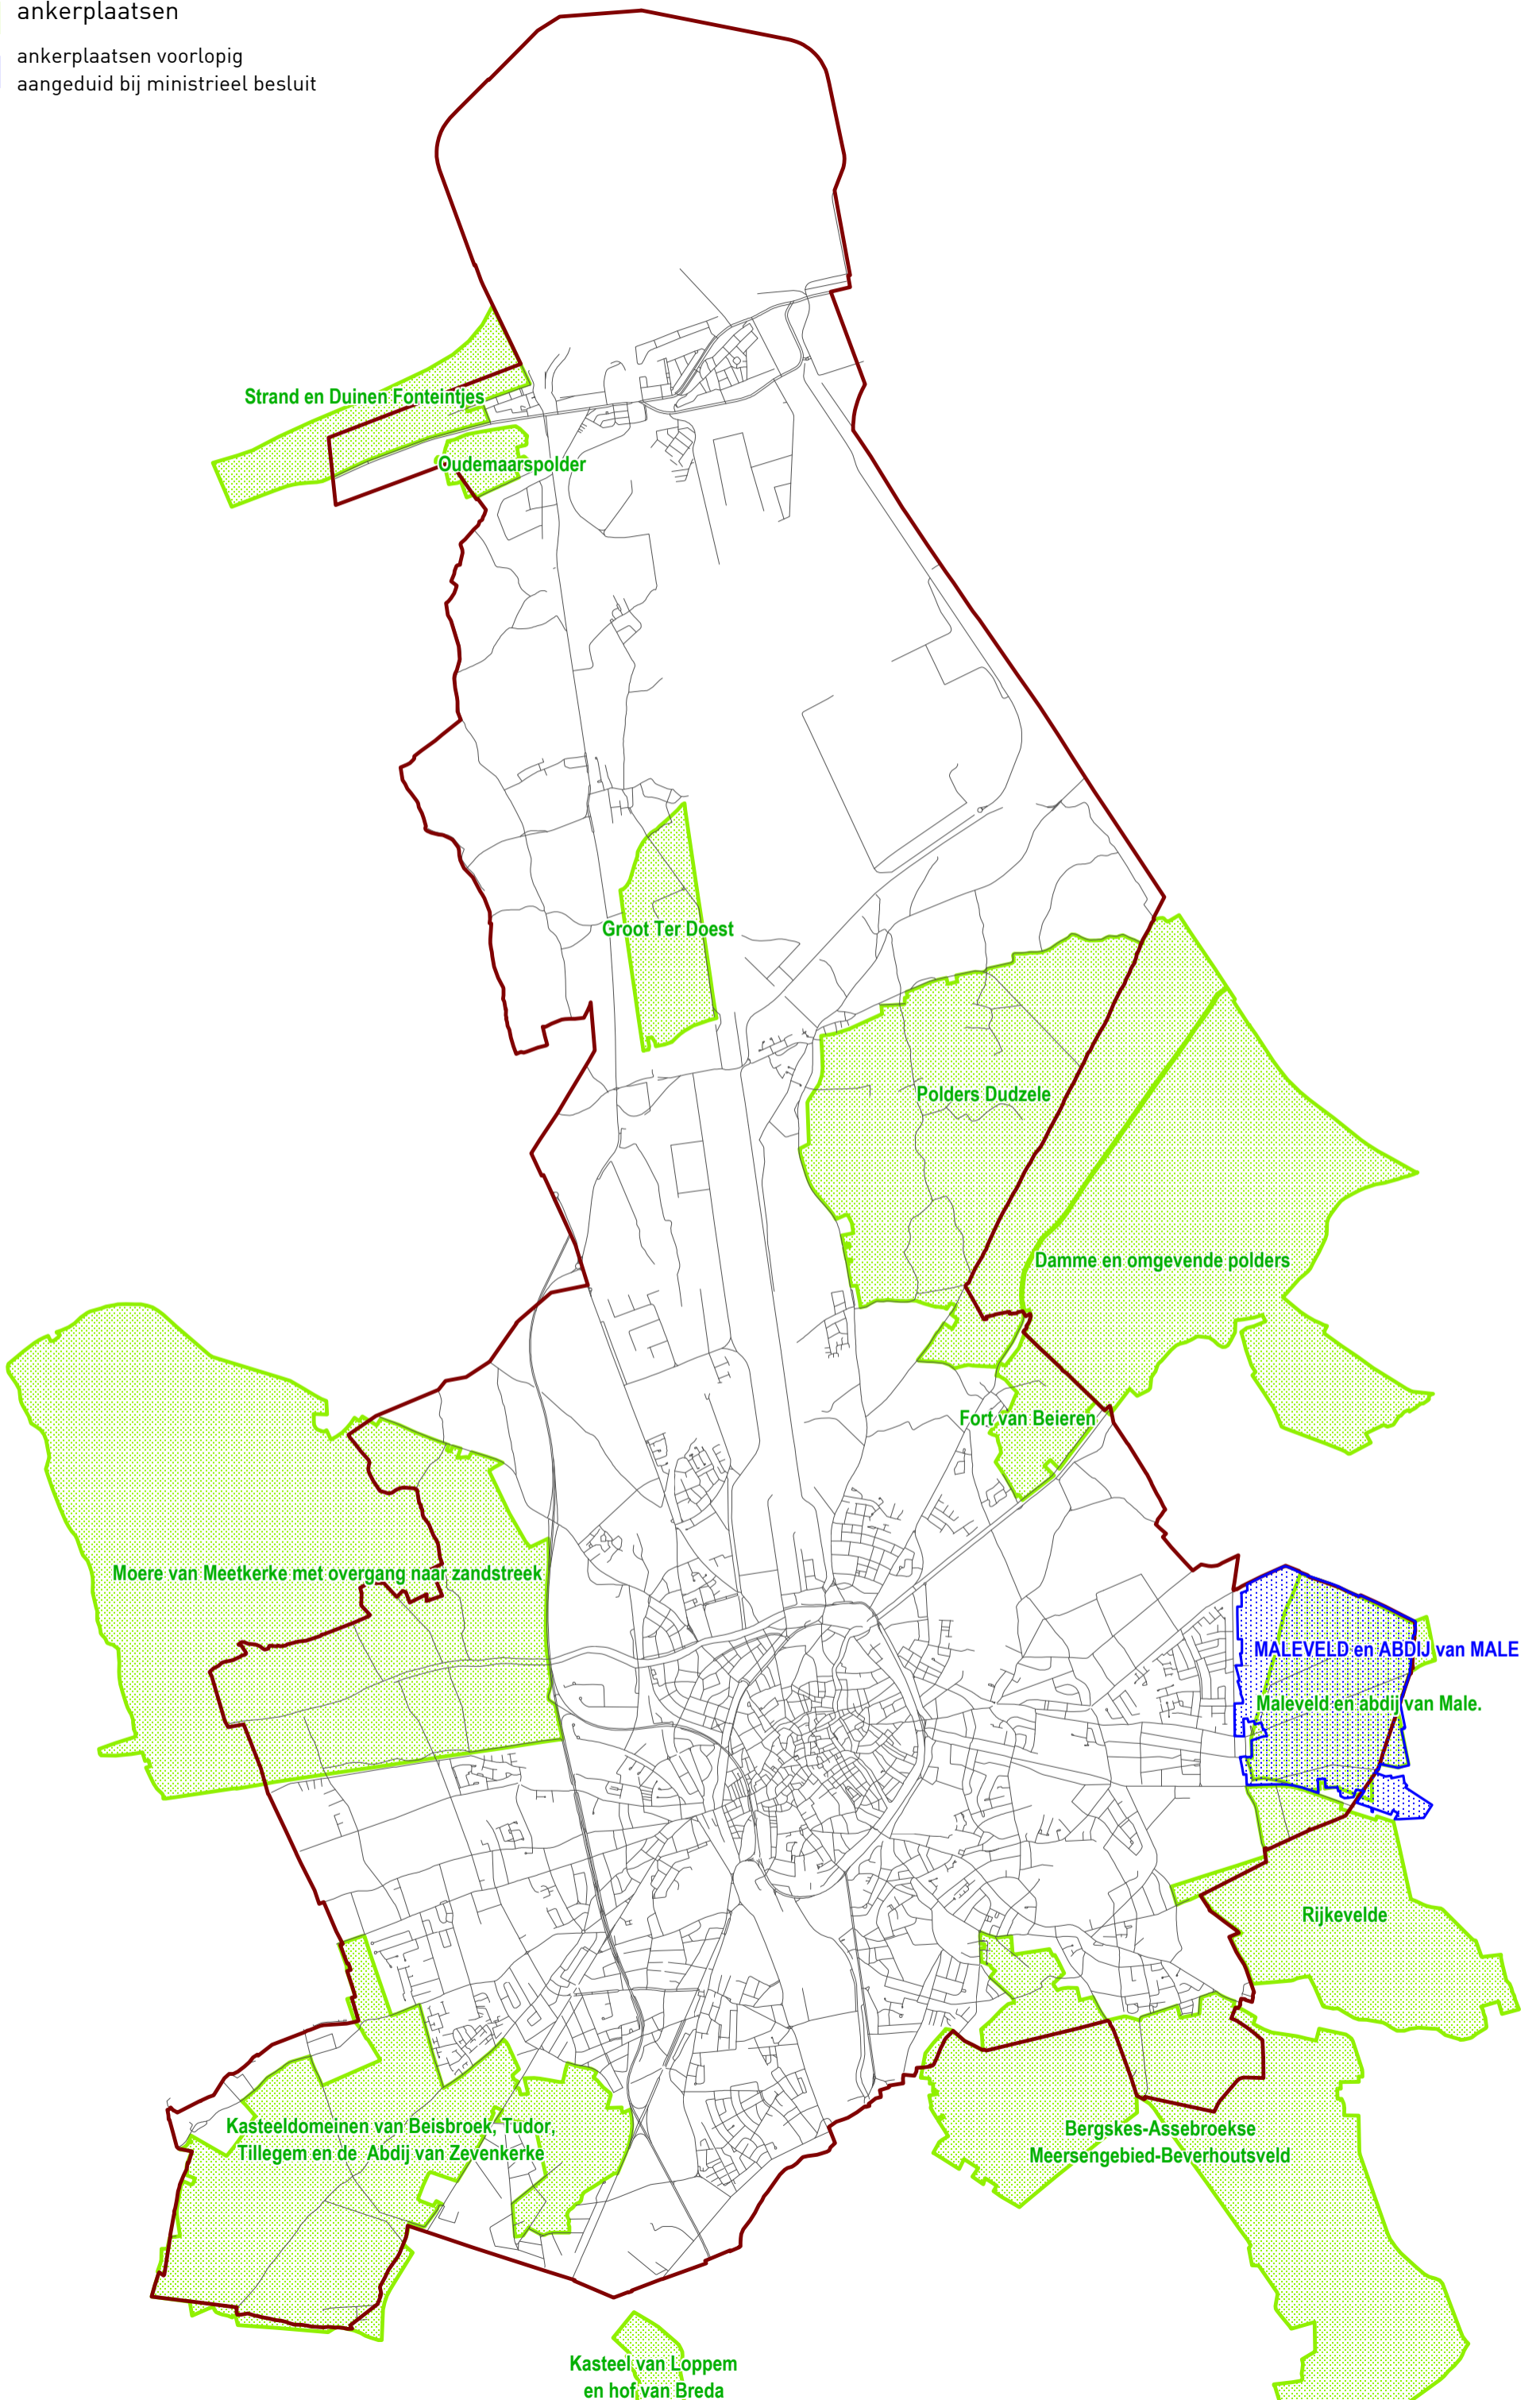 ankerplaatsen
ankerplaatsen voorlopig
aangeduid bij ministrieel besluit
Strand en Duinen Fonteintjes
Oudemaarspolder
Groot Ter Doest
Polders Dudzele
Damme en omgevende polders
Fort van Beieren
Moere van Meetkerke met overgang naar zandstreek
MALEVELD en ABDIJ van MALE
Maleveld en abdij van Male.
Rijkevelde
Kasteeldomeinen van Beisbroek, Tudor,
Tillegem en de Abdij van Zevenkerke
Bergskes-Assebroekse
Meersengebied-Beverhoutsveld
Kasteel van Loppem
en hof van Breda